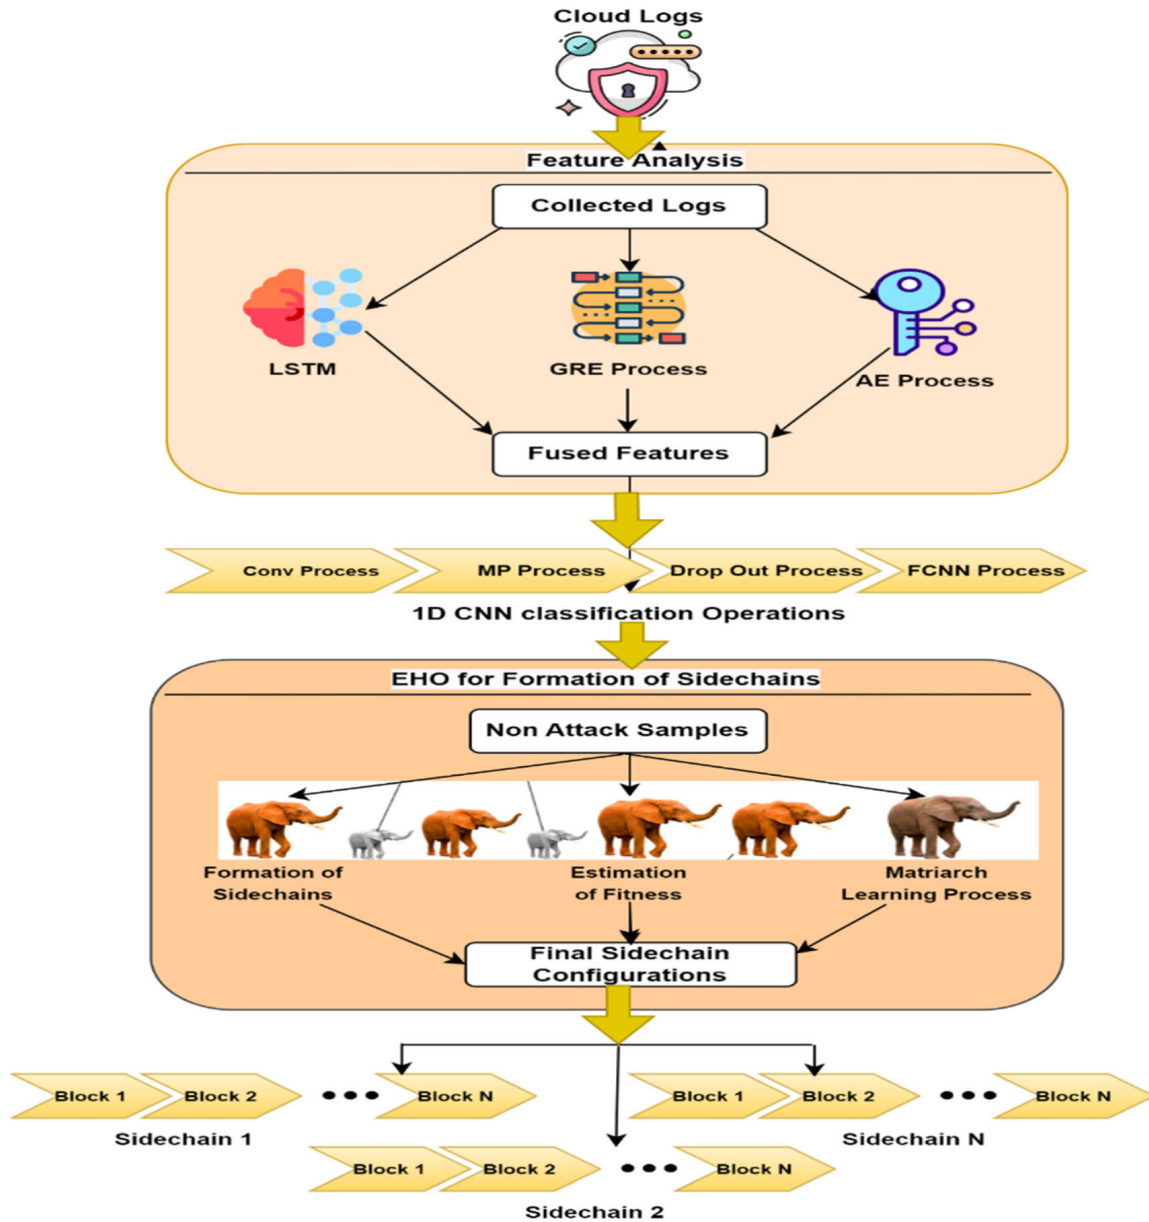 Cloud Logs
Feature Analysis
Collected Logs
LSTM
GRE Process
AE Process
Fused Features
Conv Process
MP Process
Drop Out Process
FCNN Process
1D CNN classification Operations
EHO for Formation of Sidechains
Non Attack Samples
Formation of
Sidechains
Estimation
of Fitness
Matriarch
Learning Process
Final Sidechain
Configurations
Block 1
Block 2
Block N
Sidechain 1
Block 1
Block 2
Block N
Sidechain N
Block 1
Block 2
Block N
Sidechain 2